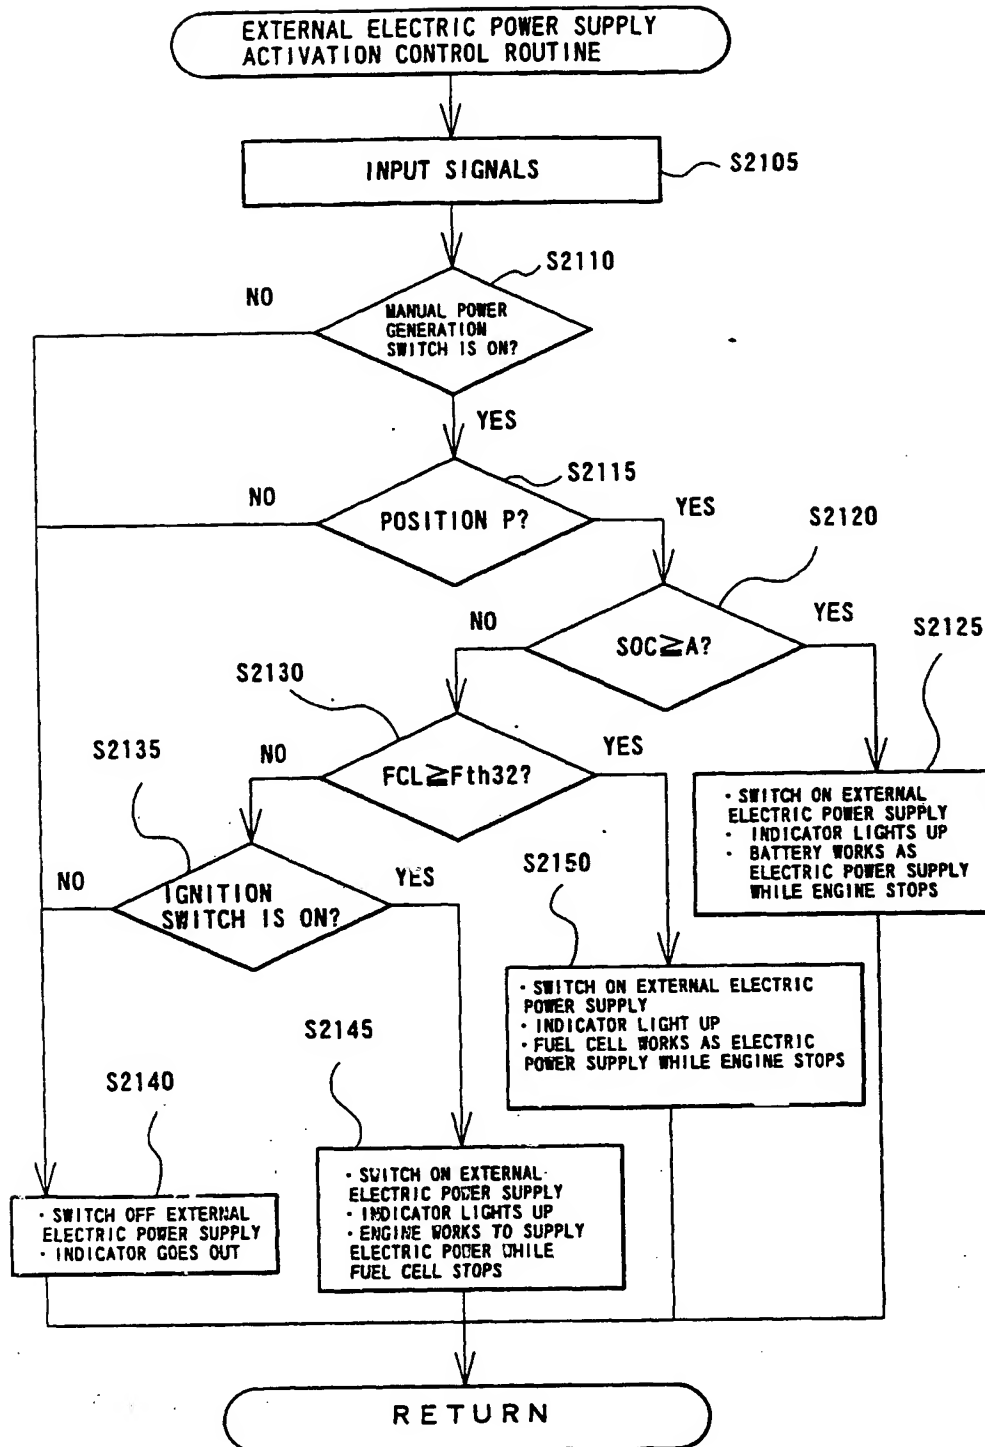 EXTERNAL ELECTRIC POWER SUPPLY
ACTIVATION CONTROL ROUTINE
INPUT SIGNALS
S2105
S2110
NO
MANUAL POWER
GENERATION
SWITCH IS ON?
YES
S2115
NO
POSITION P?
YES
S2120
NO
SOC≧A?
YES
S2125
S2130
NO
FCL≧Fth32?
YES
· SWITCH ON EXTERNAL
ELECTRIC POWER SUPPLY
· INDICATOR LIGHTS UP
· BATTERY WORKS AS
ELECTRIC POWER SUPPLY
WHILE ENGINE STOPS
S2135
NO
IGNITION
SWITCH IS ON?
YES
S2150
· SWITCH ON EXTERNAL ELECTRIC
POWER SUPPLY
· INDICATOR LIGHT UP
· FUEL CELL WORKS AS ELECTRIC
POWER SUPPLY WHILE ENGINE STOPS
S2145
· SWITCH ON EXTERNAL
ELECTRIC POWER SUPPLY
· INDICATOR LIGHTS UP
· ENGINE WORKS TO SUPPLY
ELECTRIC POWER WHILE
FUEL CELL STOPS
S2140
· SWITCH OFF EXTERNAL
ELECTRIC POWER SUPPLY
· INDICATOR GOES OUT
RETURN